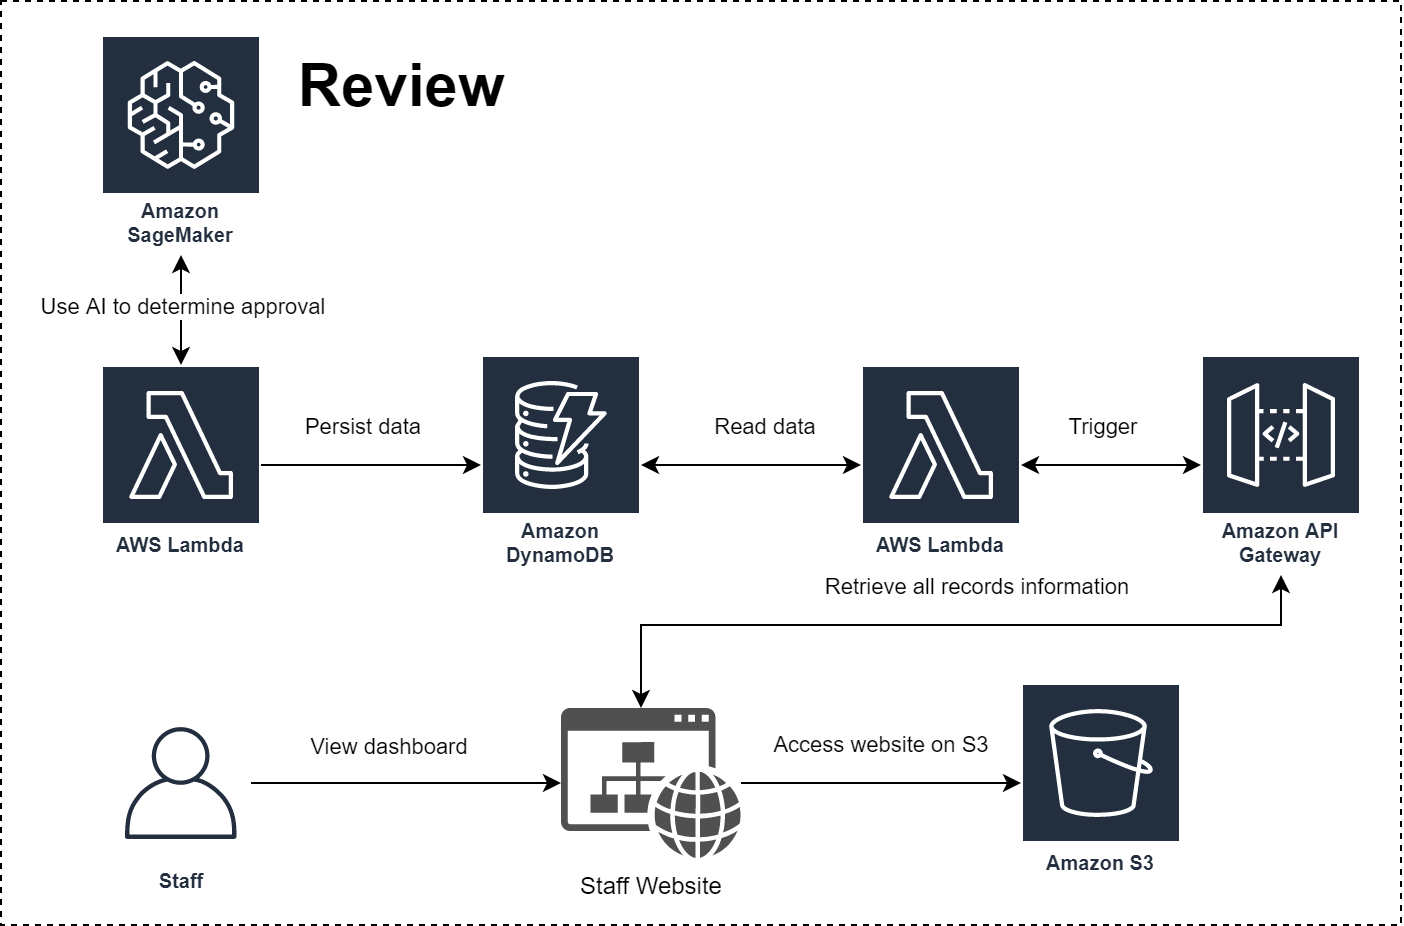 Review
Amazon
SageMaker
Use AI to determine approval
Persist data
Read data
Trigger
AWS Lambda
Amazon
DynamoDB
AWS Lambda
Amazon API
Gateway
Retrieve all records information
View dashboard
Access website on S3
</>
Staff
Staff Website
Amazon S3